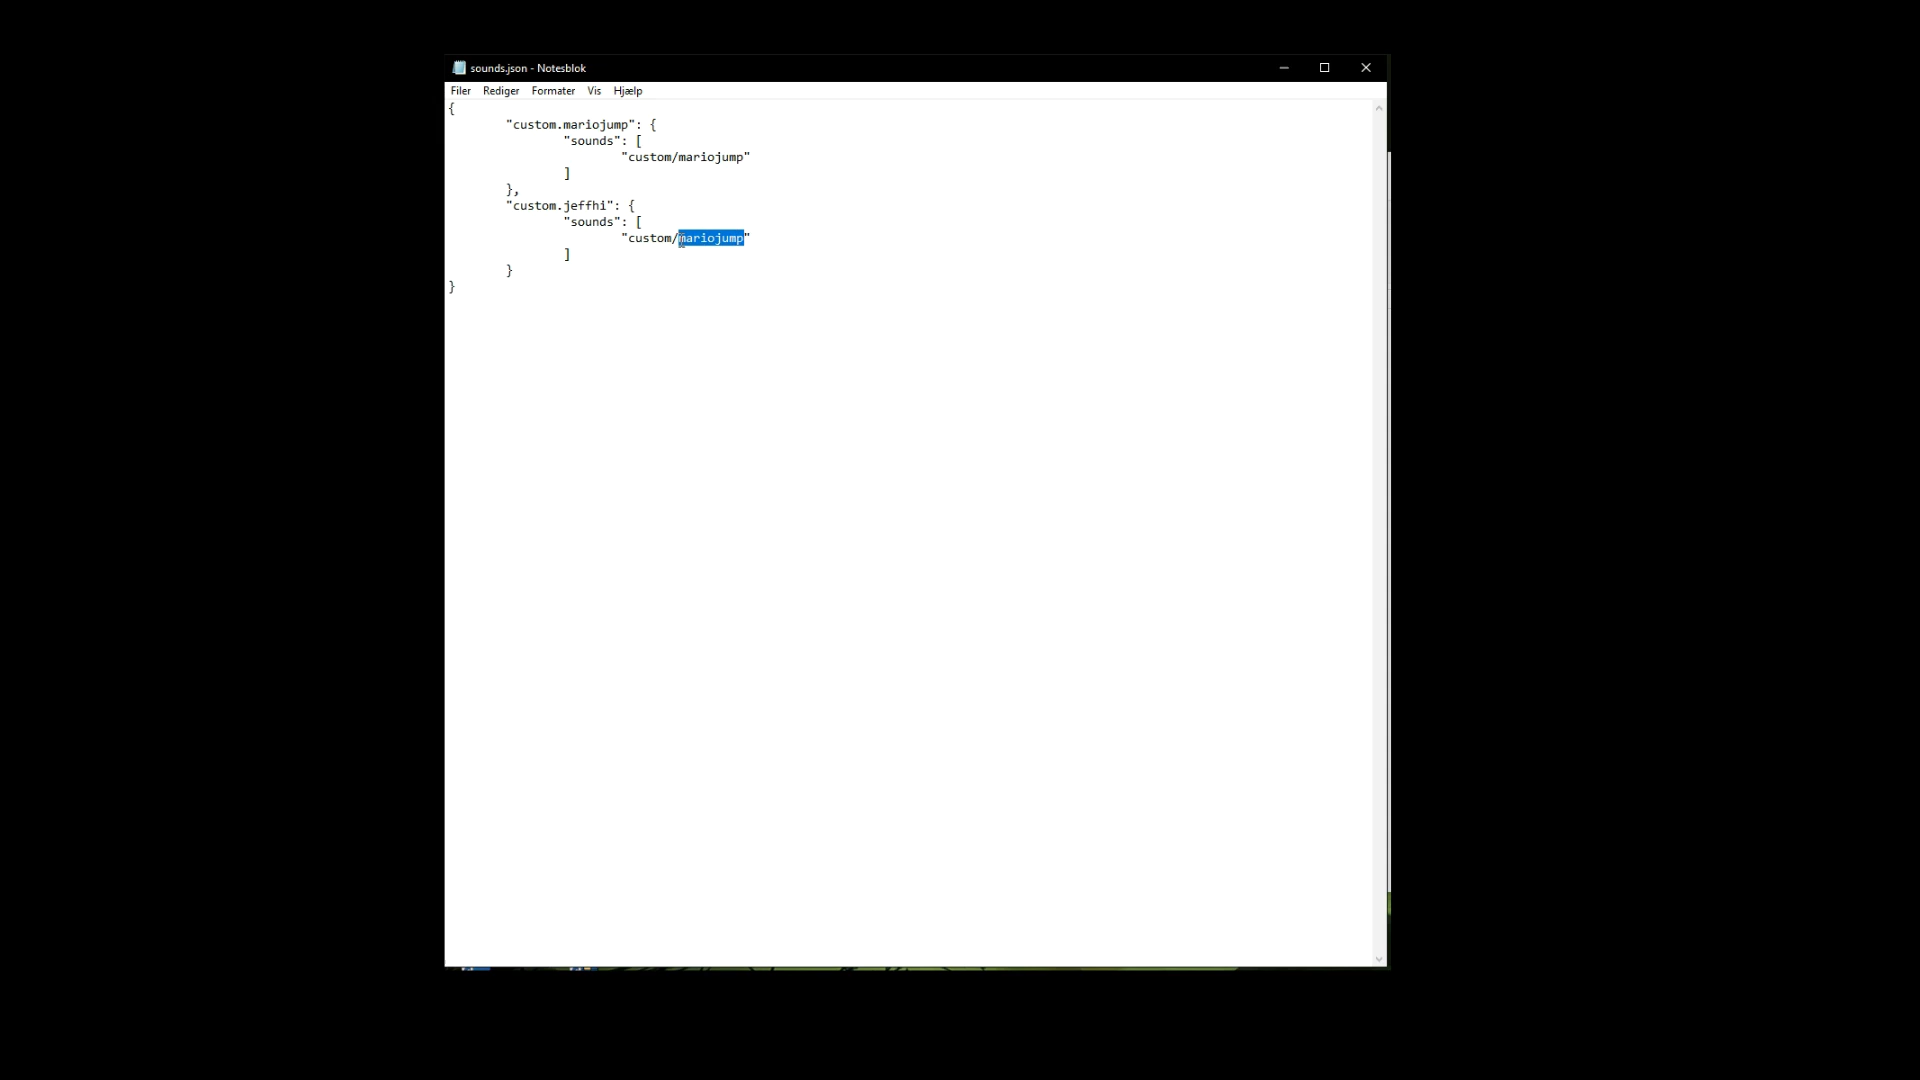 sounds.json - Notesblok
Filer Rediger Formater Vis Hjælp
{
"custom.mariojump": {
"sounds": [
"custom/mariojump"
]
},
"custom.jeffhi": {
"sounds": [
"custom/mariojump"
]
}
}